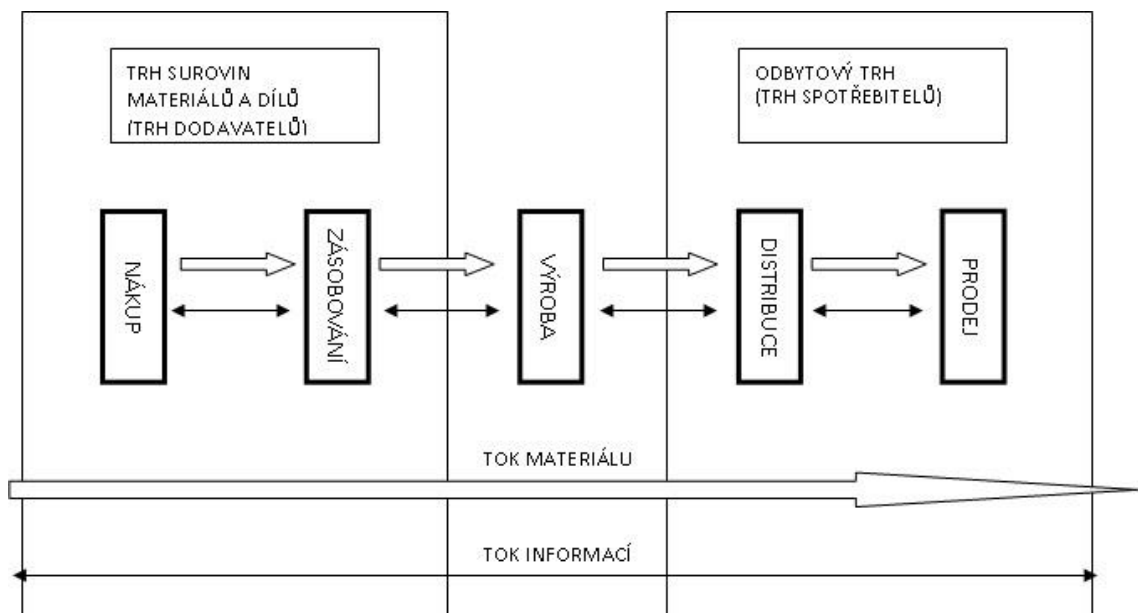 TRH SUROVIN
MATERIÁLŮ A DÍLŮ
(TRH DODAVATELŮ)
ODBYTOVÝ TRH
(TRH SPOTŘEBITELŮ)
NÁKUP
ZÁSOBOVÁNÍ
VÝROBA
DISTRIBUCE
PRODEJ
TOK MATERIÁLU
TOK INFORMACÍ